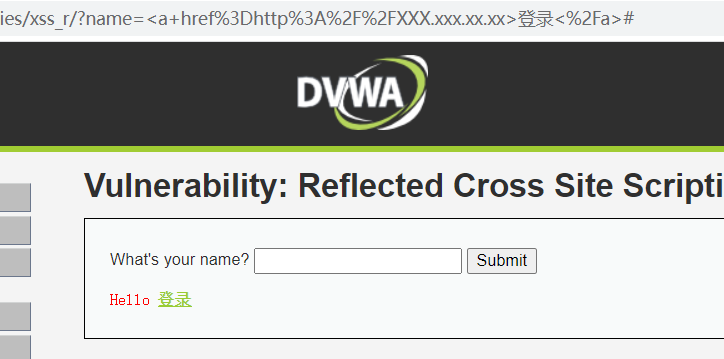 ies/xss_r/?name=<a+href%3Dhttp%3A%2F%2FXXX.xxx.xx.xx>登录<%2Fa>#
DVWA
Vulnerability: Reflected Cross Site Scripti
What's your name? Submit
Hello 登录